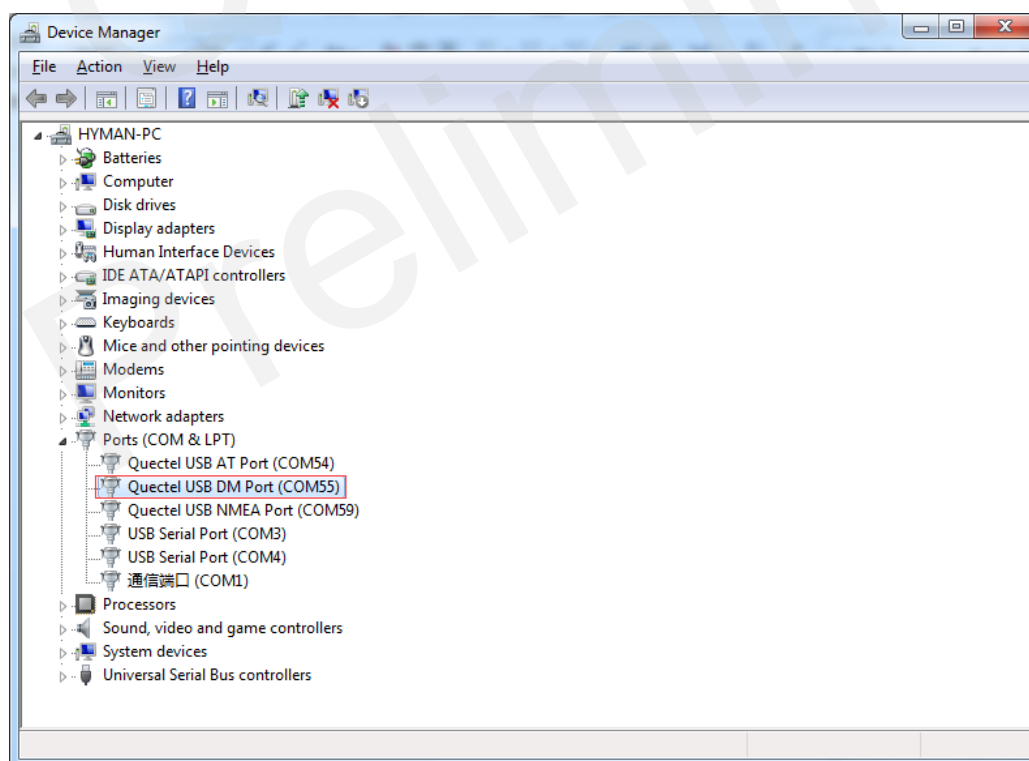 Device Manager
File Action View Help
HYMAN-PC
Batteries
Computer
Disk drives
Display adapters
Human Interface Devices
IDE ATA/ATAPI controllers
Imaging devices
Keyboards
Mice and other pointing devices
Modems
Monitors
Network adapters
Ports (COM & LPT)
Quectel USB AT Port (COM54)
Quectel USB DM Port (COM55)
Quectel USB NMEA Port (COM59)
USB Serial Port (COM3)
USB Serial Port (COM4)
通信端口 (COM1)
Processors
Sound, video and game controllers
System devices
Universal Serial Bus controllers
Prelimin